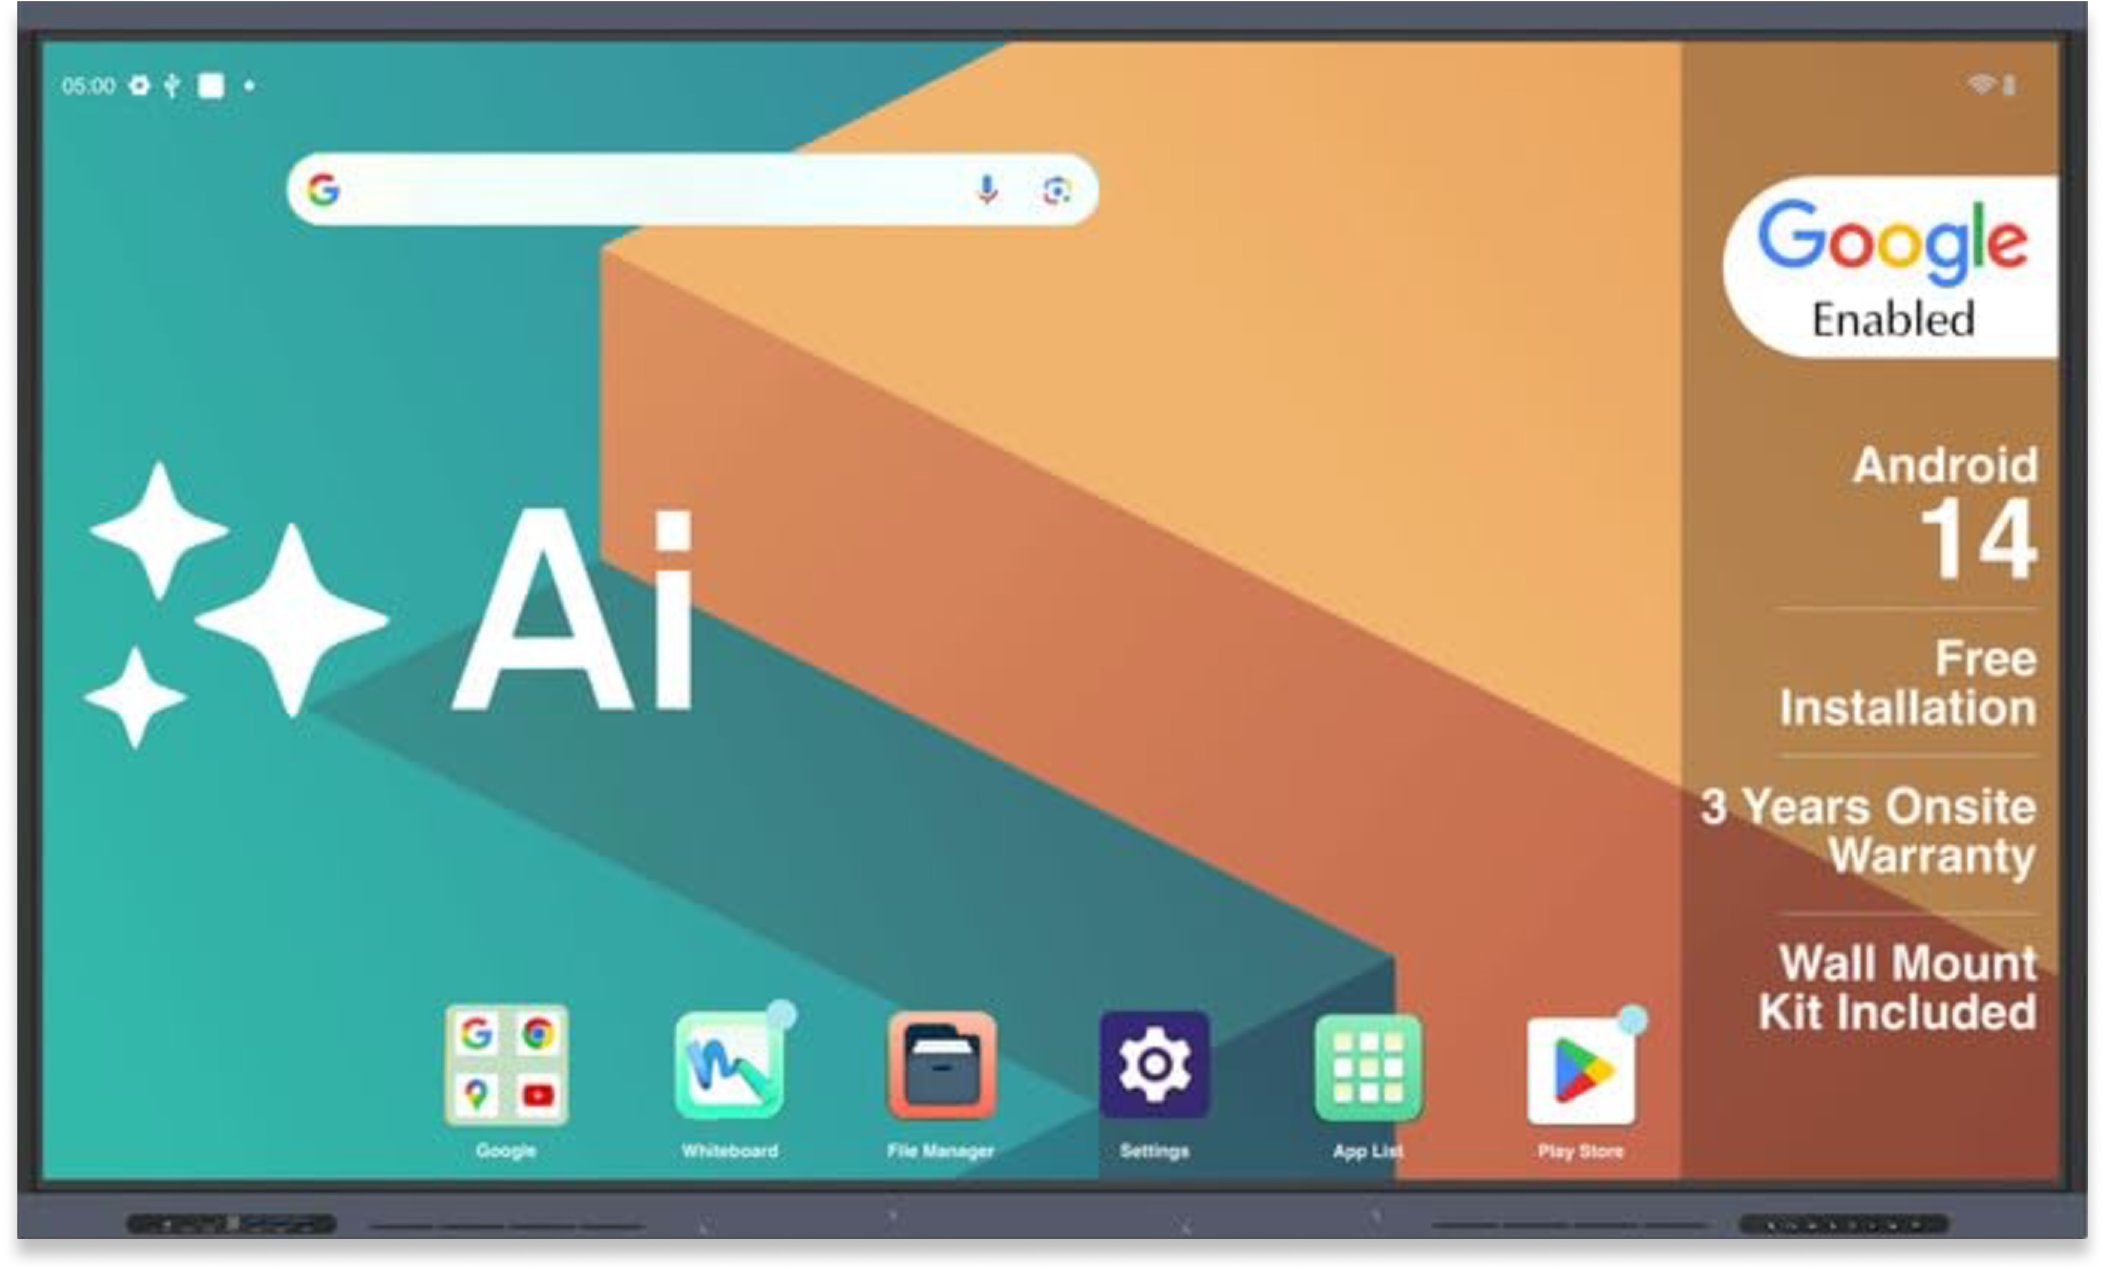 05:00
Google
Enabled
Ai
Android
14
Free
Installation
3 Years Onsite
Warranty
Wall Mount
Kit Included
Google
Whiteboard
File Manager
Settings
App List
Play Store